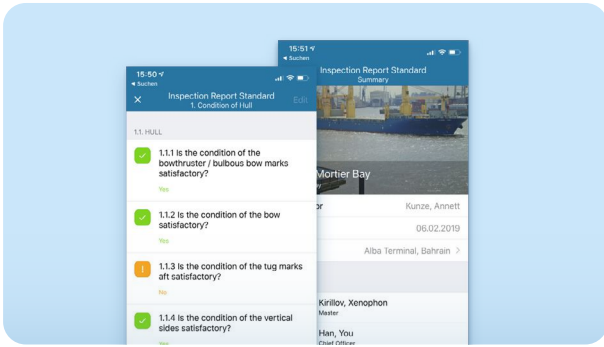 15:50
Suchen
Inspection Report Standard
1. Condition of Hull
Edit
1.1. HULL
1.1.1 Is the condition of the
bowthruster / bulbous bow marks
satisfactory?
Yes
1.1.2 Is the condition of the bow
satisfactory?
Yes
1.1.3 Is the condition of the tug marks
aft satisfactory?
No
1.1.4 Is the condition of the vertical
sides satisfactory?
Yes
15:51
Suchen
Inspection Report Standard
Summary
Mortier Bay
or
Kunze, Annett
06.02.2019
Alba Terminal, Bahrain
Kirillov, Xenophon
Master
Han, You
Chief Officer